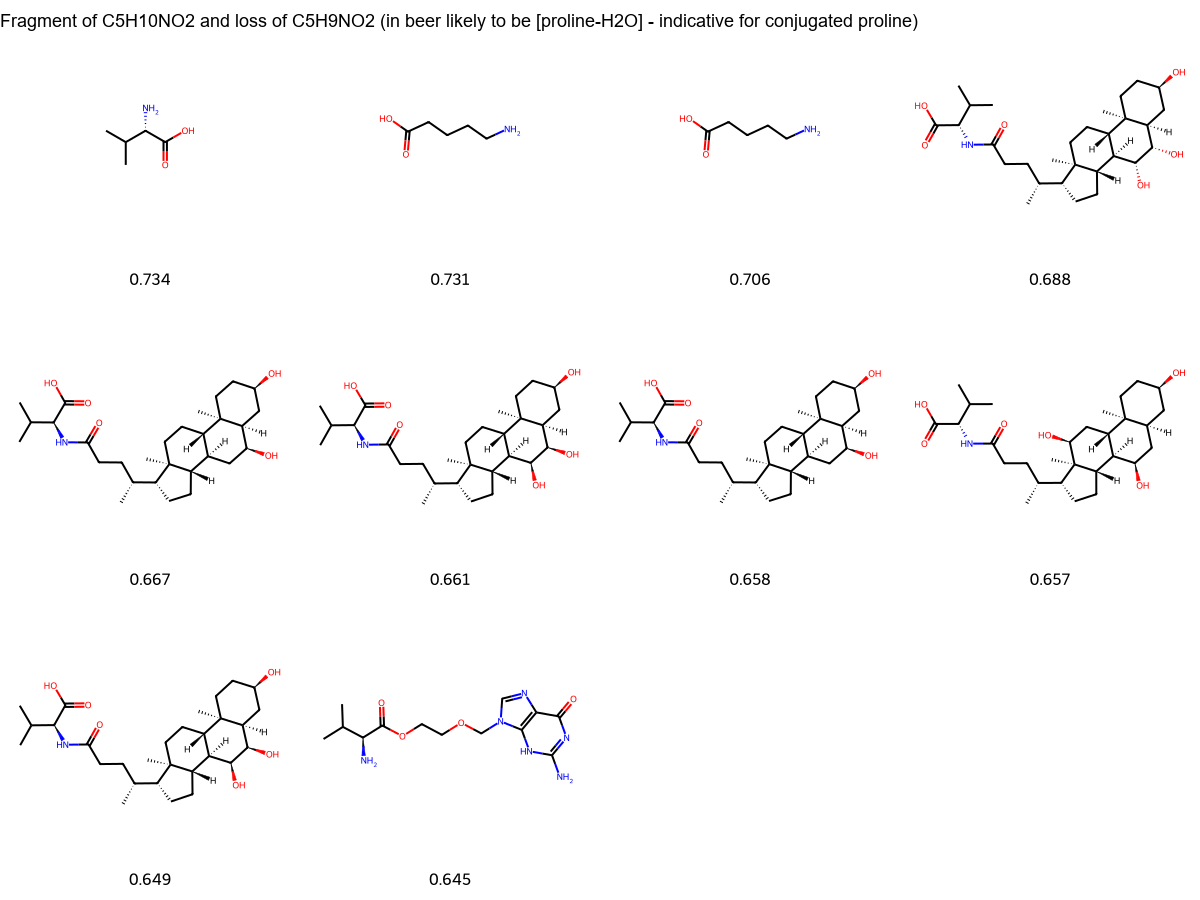 Fragment of C5H10NO2 and loss of C5H9NO2 (in beer likely to be [proline-H2O] - indicative for conjugated proline)
NH2
OH
O
HO
O
NH2
HO
O
NH2
HO
O
HN
O
OH
H
H
H
H
OH
OH
0.734
0.731
0.706
0.688
HO
O
HN
O
OH
H
H
H
H
OH
HO
O
HN
O
OH
H
H
H
H
OH
OH
HO
O
HN
O
OH
H
H
H
H
OH
HO
O
HN
O
HO
OH
H
H
H
H
OH
0.667
0.661
0.658
0.657
HO
O
HN
O
OH
H
H
H
H
OH
OH
O
O
NH2
O
N
N
O
N
HN
NH2
0.649
0.645